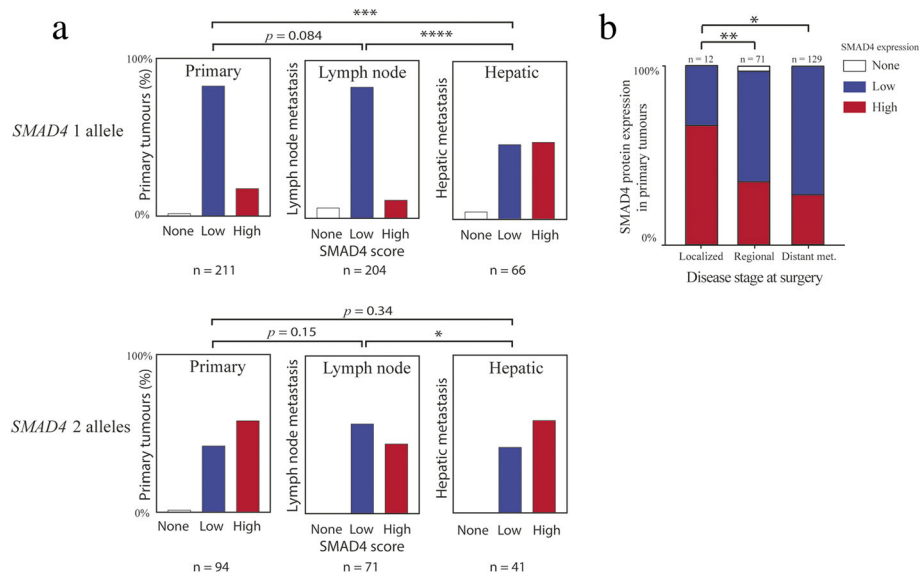 a
***
p = 0.084
****
SMAD4 1 allele
100%
0%
Primary tumours (%)
Primary
None Low High
n = 211
Lymph node metastasis
Lymph node
None Low High
SMAD4 score
n = 204
Hepatic metastasis
Hepatic
None Low High
n = 66
p = 0.34
p = 0.15
*
SMAD4 2 alleles
100%
0%
Primary tumours (%)
Primary
None Low High
n = 94
Lymph node metastasis
Lymph node
None Low High
SMAD4 score
n = 71
Hepatic metastasis
Hepatic
None Low High
n = 41
b
*
**
n = 12 n = 71 n = 129
100%
0%
SMAD4 protein expression
in primary tumours
Localized Regional Distant met.
Disease stage at surgery
SMAD4 expression
None
Low
High